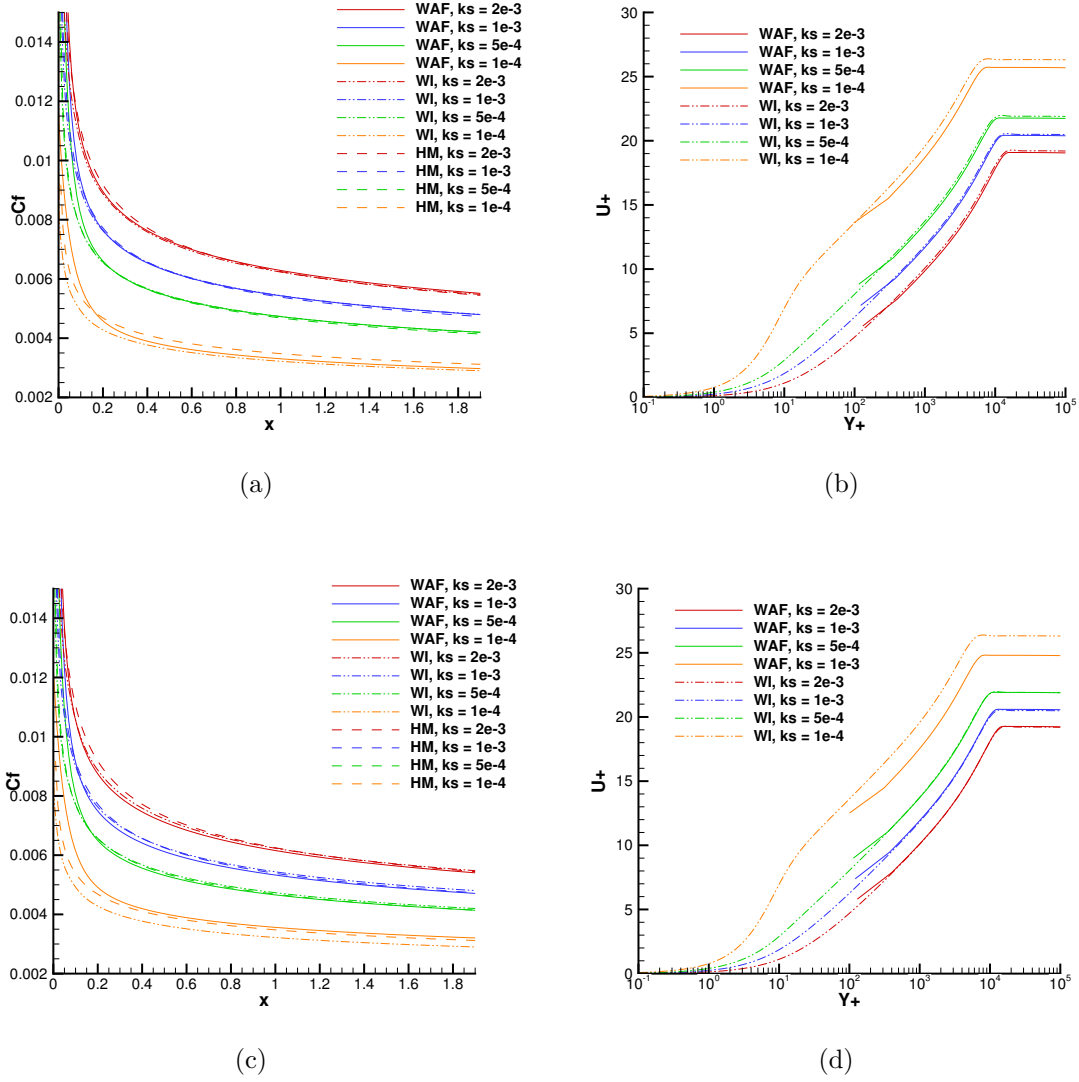 Cf
0.014
0.012
0.01
0.008
0.006
0.004
0.002
0 0.2 0.4 0.6 0.8 1 1.2 1.4 1.6 1.8
x
WAF, ks = 2e-3
WAF, ks = 1e-3
WAF, ks = 5e-4
WAF, ks = 1e-4
WI, ks = 2e-3
WI, ks = 1e-3
WI, ks = 5e-4
WI, ks = 1e-4
HM, ks = 2e-3
HM, ks = 1e-3
HM, ks = 5e-4
HM, ks = 1e-4
(a)
U+
30
25
20
15
10
5
0
10-1 100 101 102 103 104 105
Y+
WAF, ks = 2e-3
WAF, ks = 1e-3
WAF, ks = 5e-4
WAF, ks = 1e-4
WI, ks = 2e-3
WI, ks = 1e-3
WI, ks = 5e-4
WI, ks = 1e-4
(b)
Cf
0.014
0.012
0.01
0.008
0.006
0.004
0.002
0 0.2 0.4 0.6 0.8 1 1.2 1.4 1.6 1.8
x
WAF, ks = 2e-3
WAF, ks = 1e-3
WAF, ks = 5e-4
WAF, ks = 1e-4
WI, ks = 2e-3
WI, ks = 1e-3
WI, ks = 5e-4
WI, ks = 1e-4
HM, ks = 2e-3
HM, ks = 1e-3
HM, ks = 5e-4
HM, ks = 1e-4
(c)
U+
30
25
20
15
10
5
0
10-1 100 101 102 103 104 105
Y+
WAF, ks = 2e-3
WAF, ks = 1e-3
WAF, ks = 5e-4
WAF, ks = 1e-3
WI, ks = 2e-3
WI, ks = 1e-3
WI, ks = 5e-4
WI, ks = 1e-4
(d)